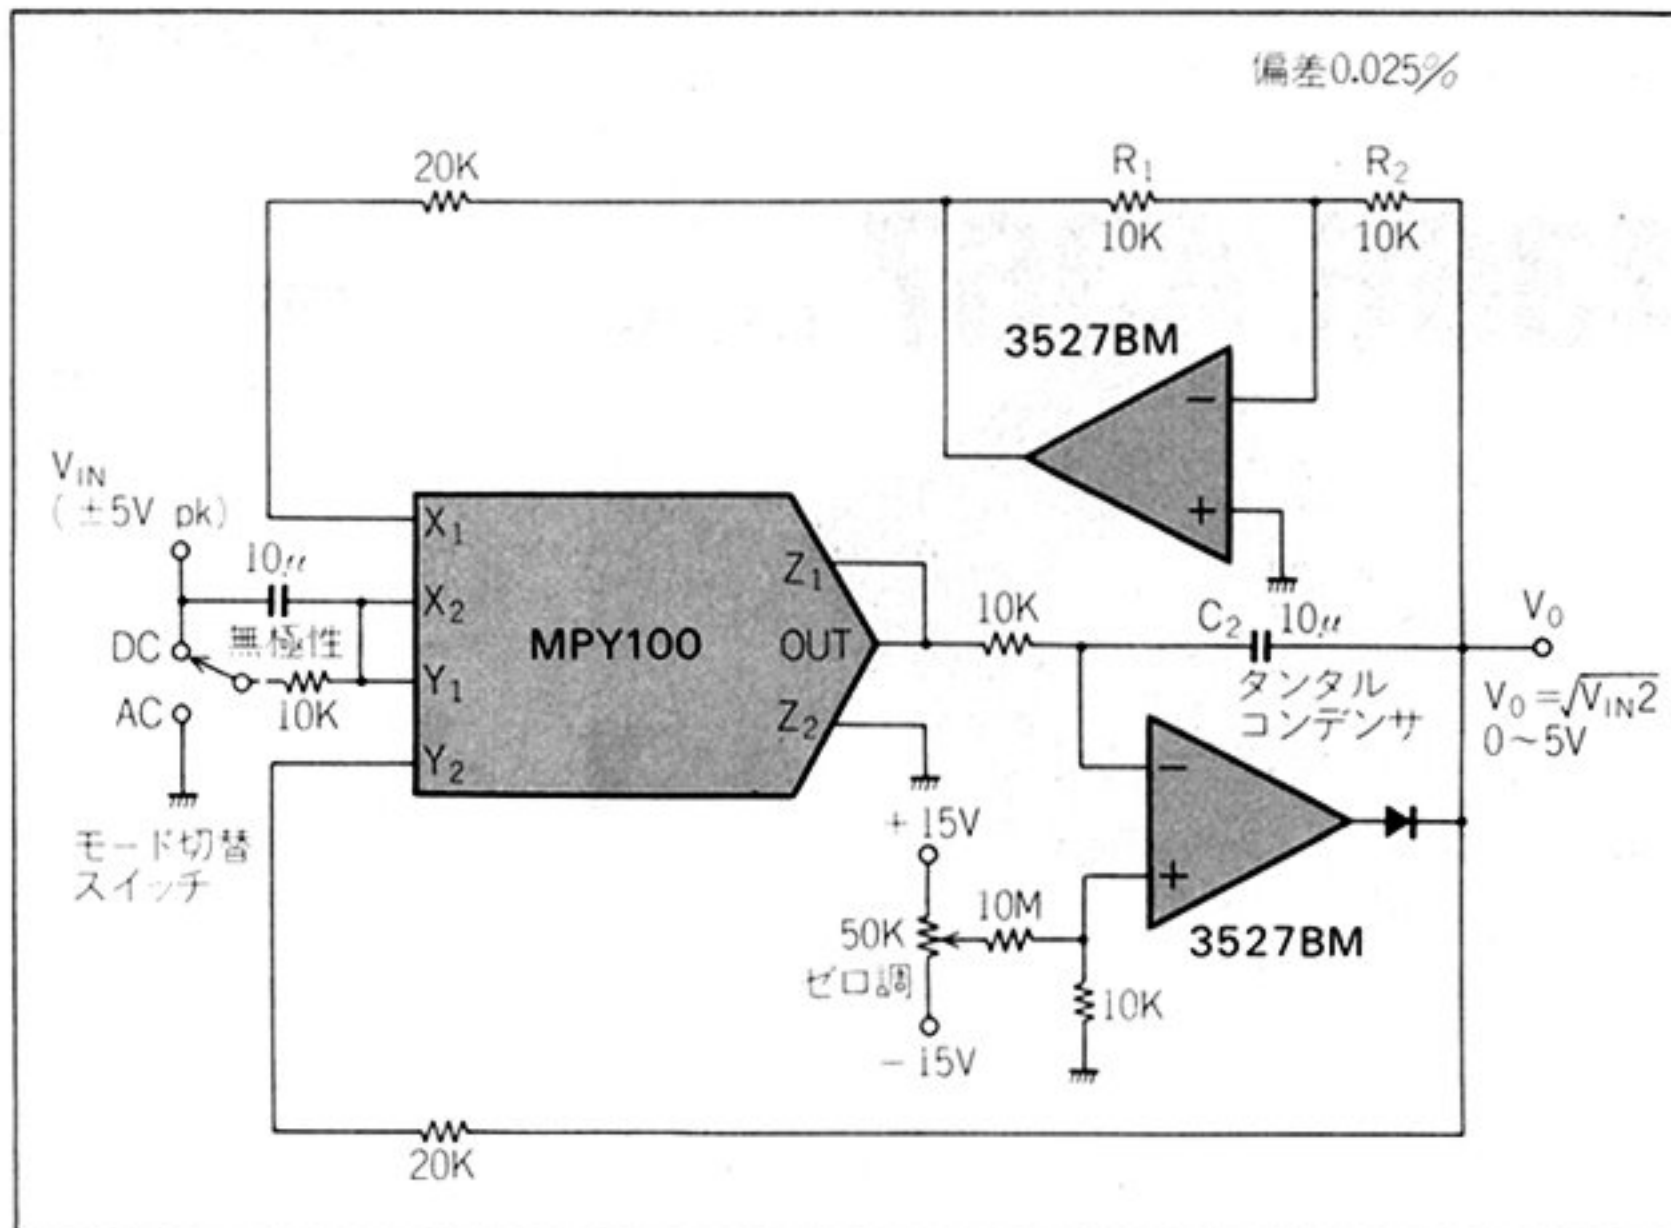 偏差0.025%
20K
R1
10K
R2
10K
3527BM
VIN
(±5V pk)
10μ
無極性
DC
AC
10K
モード切替
スイッチ
X1
X2
Y1
Y2
MPY100
Z1
OUT
Z2
10K
C2 10μ
タンタル
コンデンサ
V0
V0=√VIN2
0~5V
+15V
50K
ゼロ調
-15V
10M
10K
3527BM
20K